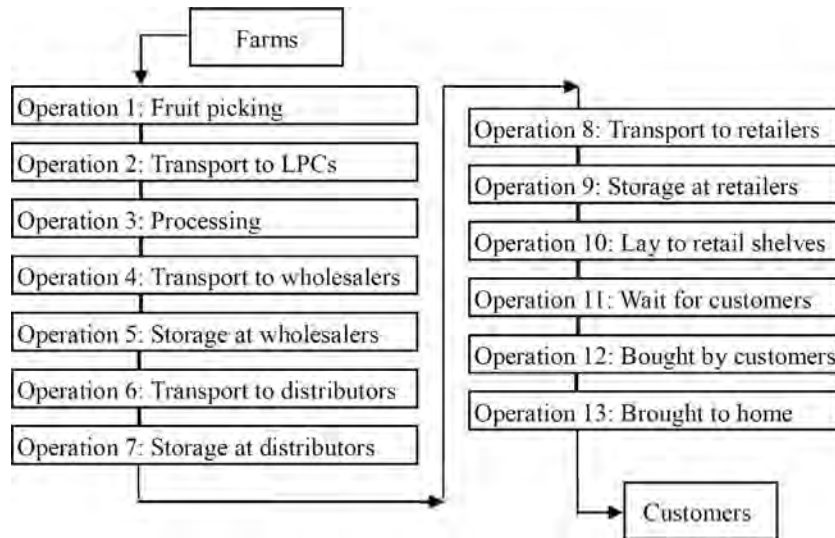 Farms
Operation 1: Fruit picking
Operation 2: Transport to LPCs
Operation 3: Processing
Operation 4: Transport to wholesalers
Operation 5: Storage at wholesalers
Operation 6: Transport to distributors
Operation 7: Storage at distributors
Operation 8: Transport to retailers
Operation 9: Storage at retailers
Operation 10: Lay to retail shelves
Operation 11: Wait for customers
Operation 12: Bought by customers
Operation 13: Brought to home
Customers